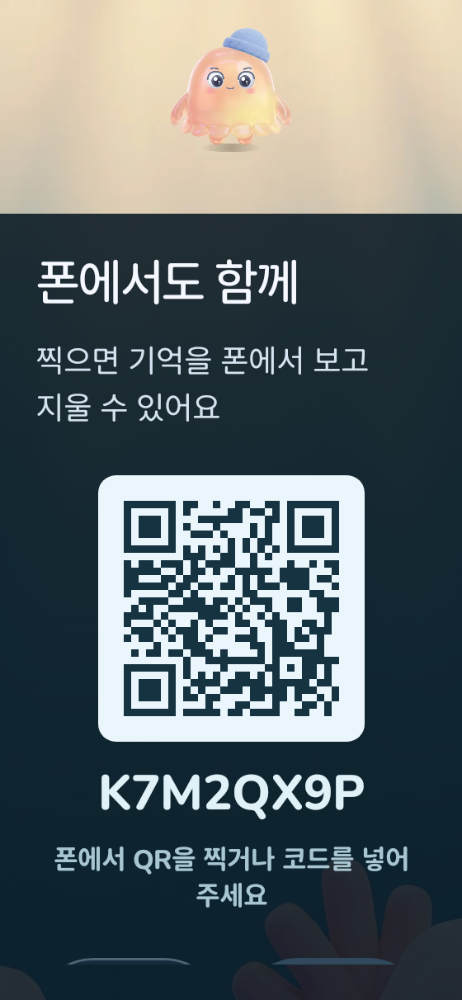 폰에서도 함께
찍으면 기억을 폰에서 보고
지울 수 있어요
K7M2QX9P
폰에서 QR을 찍거나 코드를 넣어
주세요